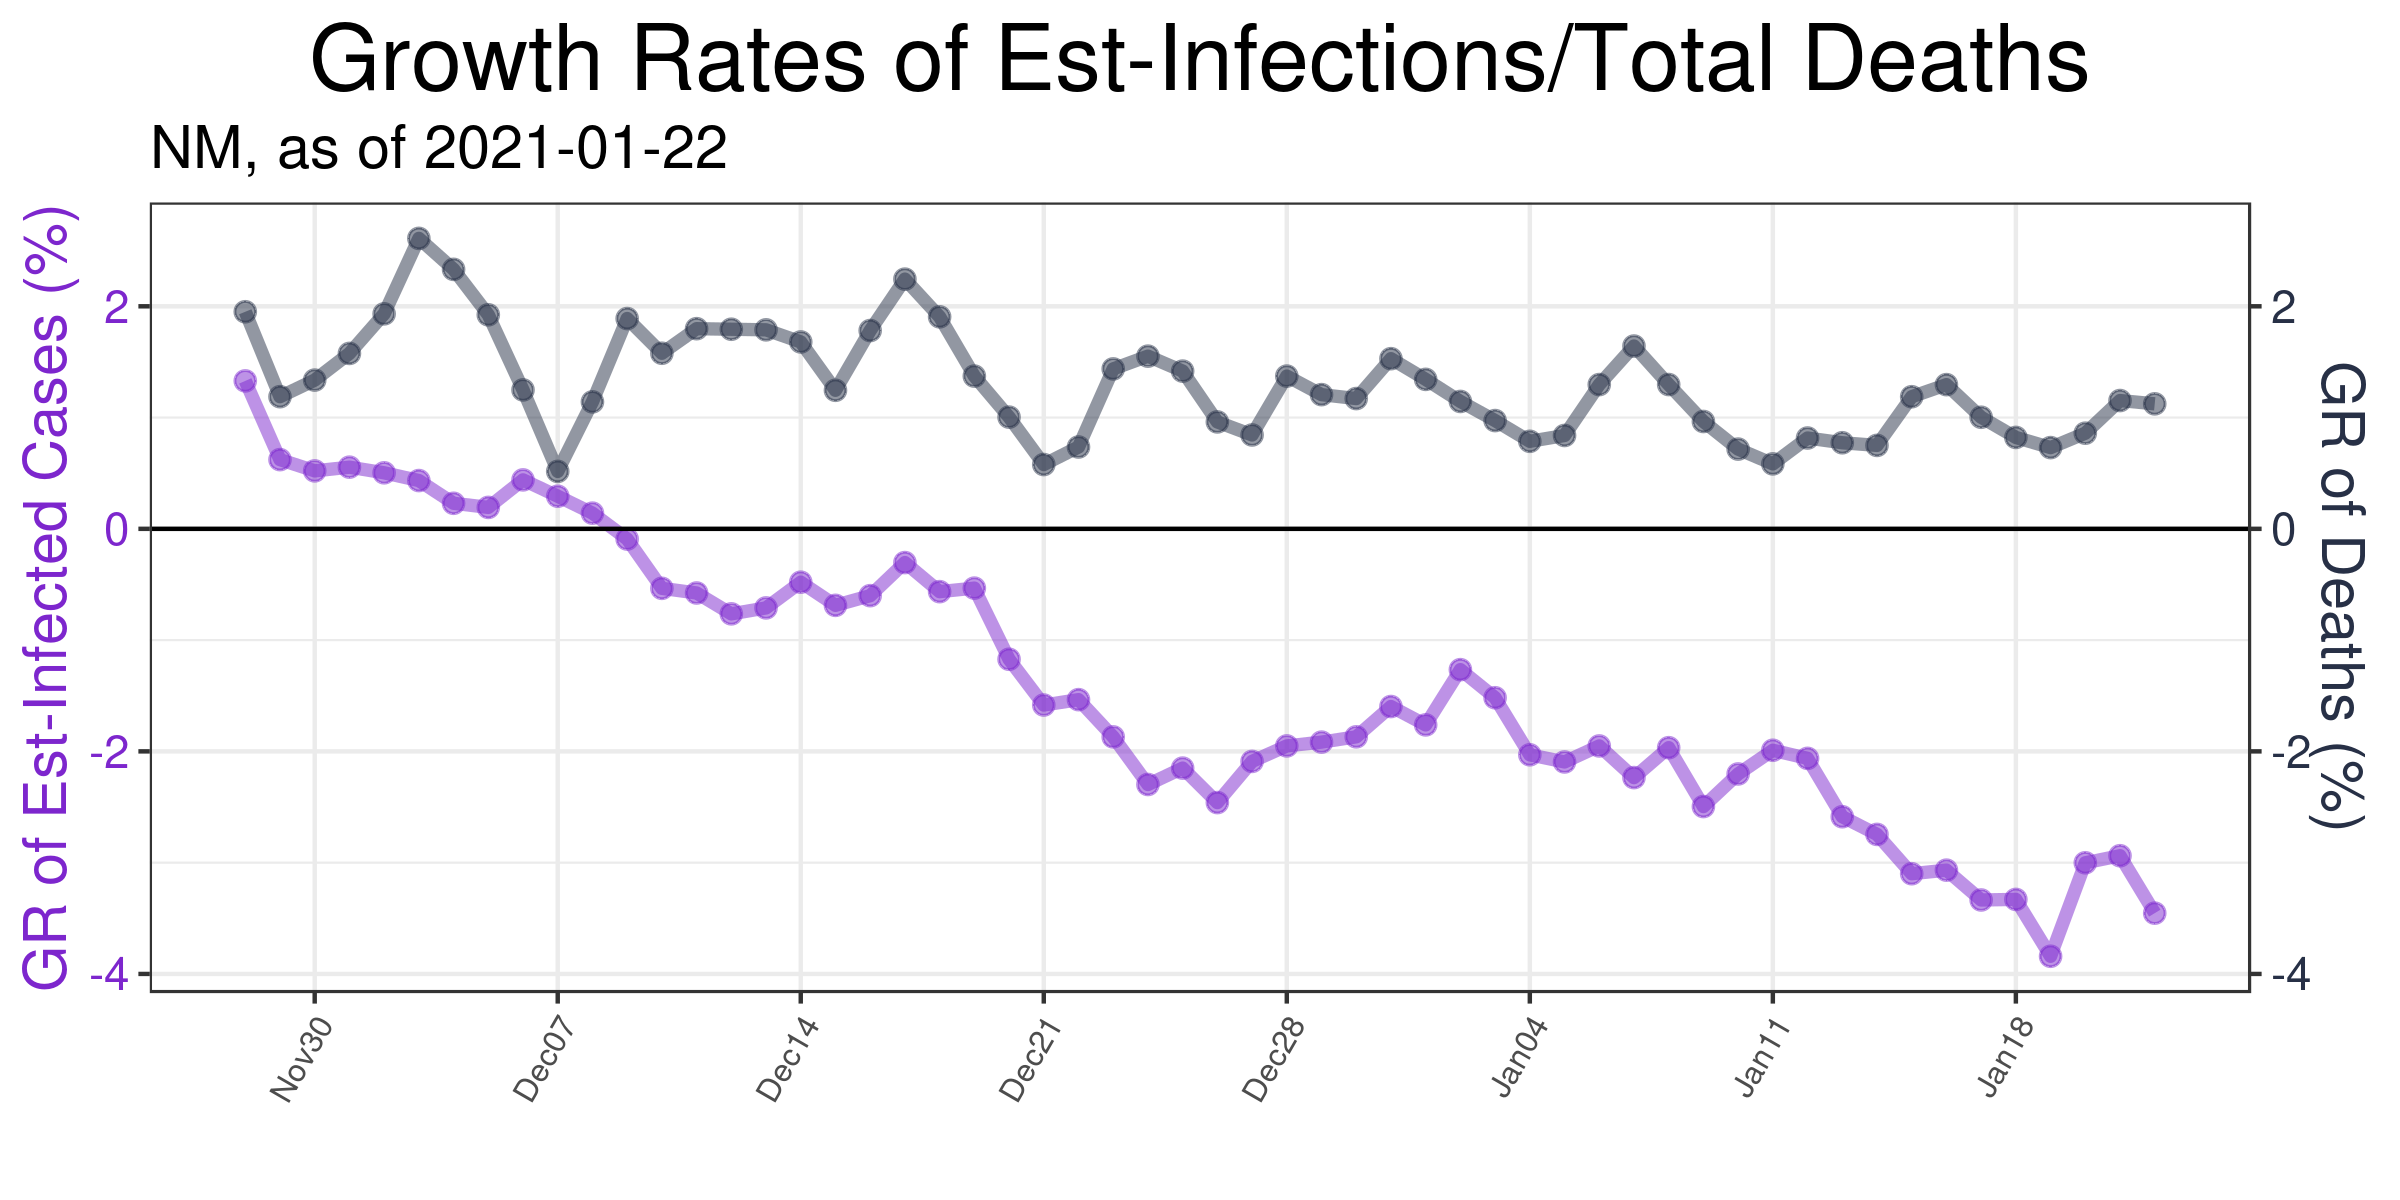 Growth Rates of Est-Infections/Total Deaths
NM, as of 2021-01-22
GR of Est-Infected Cases (%)
2
0
-2
-4
2
0
-2
-4
GR of Deaths (%)
Nov30
Dec07
Dec14
Dec21
Dec28
Jan04
Jan11
Jan18